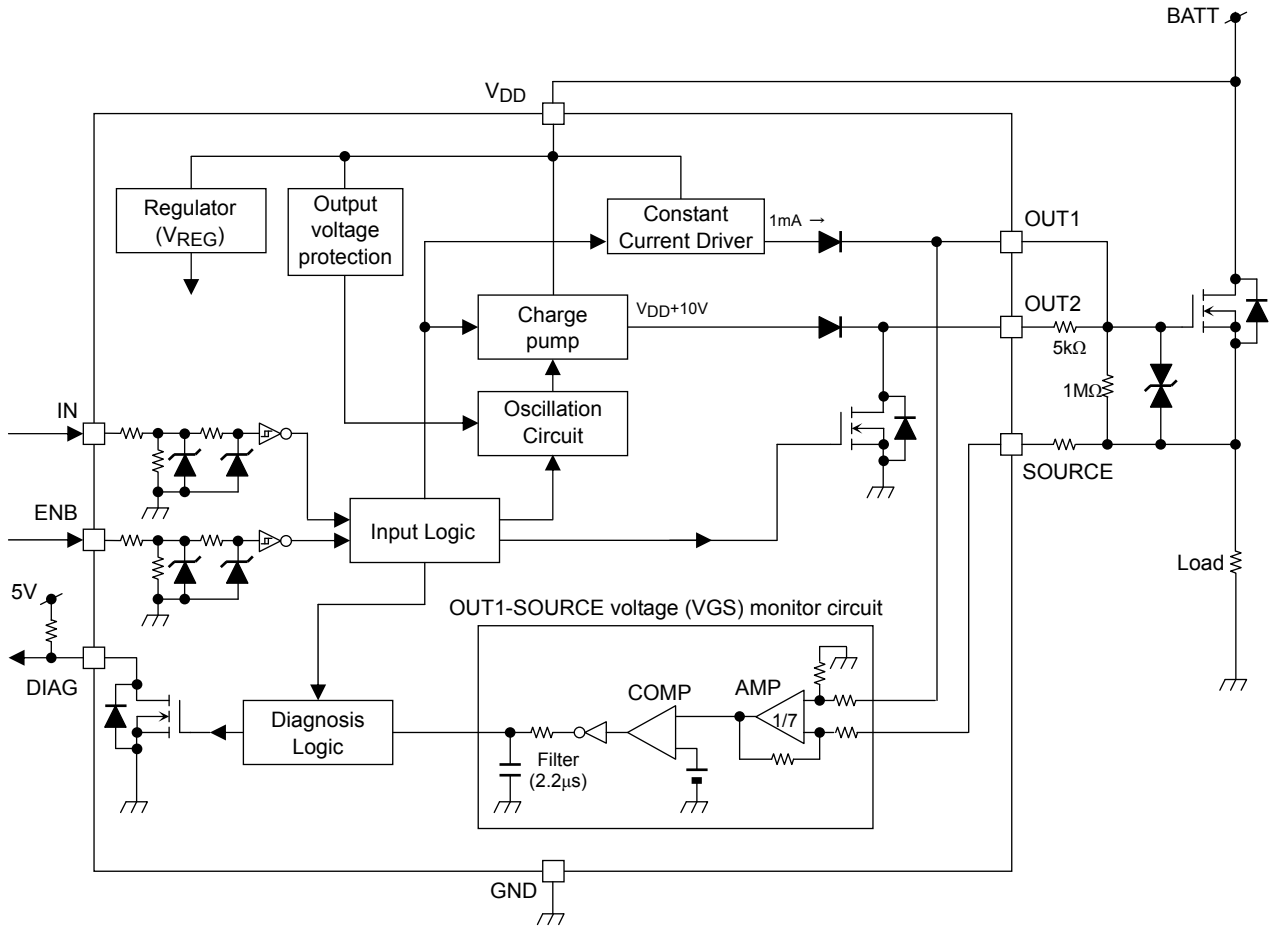 BATT
VDD
Regulator
(VREG)
Output
voltage
protection
Constant
Current Driver
1mA →
OUT1
Charge
pump
VDD+10V
OUT2
5kΩ
1MΩ
IN
Oscillation
Circuit
SOURCE
ENB
Input Logic
Load
5V
OUT1-SOURCE voltage (VGS) monitor circuit
DIAG
COMP
AMP
1/7
Diagnosis
Logic
Filter
(2.2μs)
GND